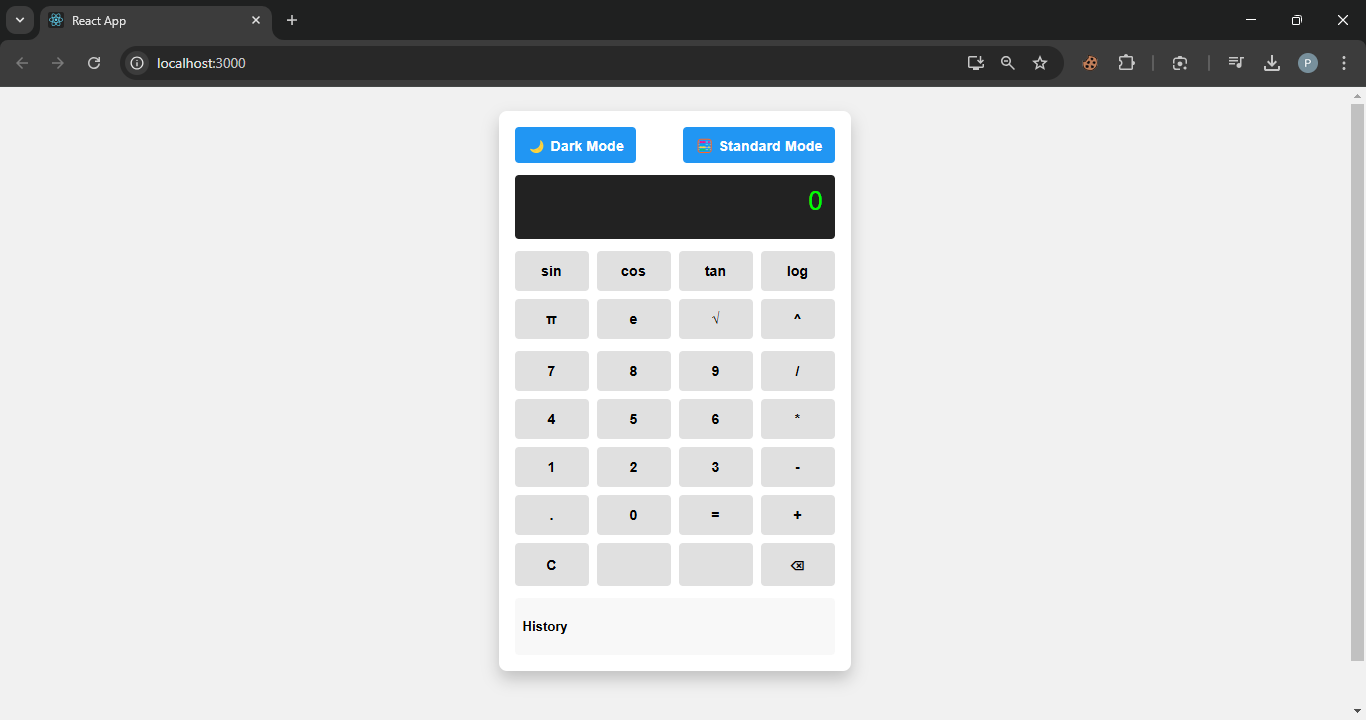 React App
localhost:3000
P
🌙 Dark Mode
🧮 Standard Mode
0
sin cos tan log
π e √ ^
7 8 9 /
4 5 6 *
1 2 3 -
. 0 = +
C ⌫
History